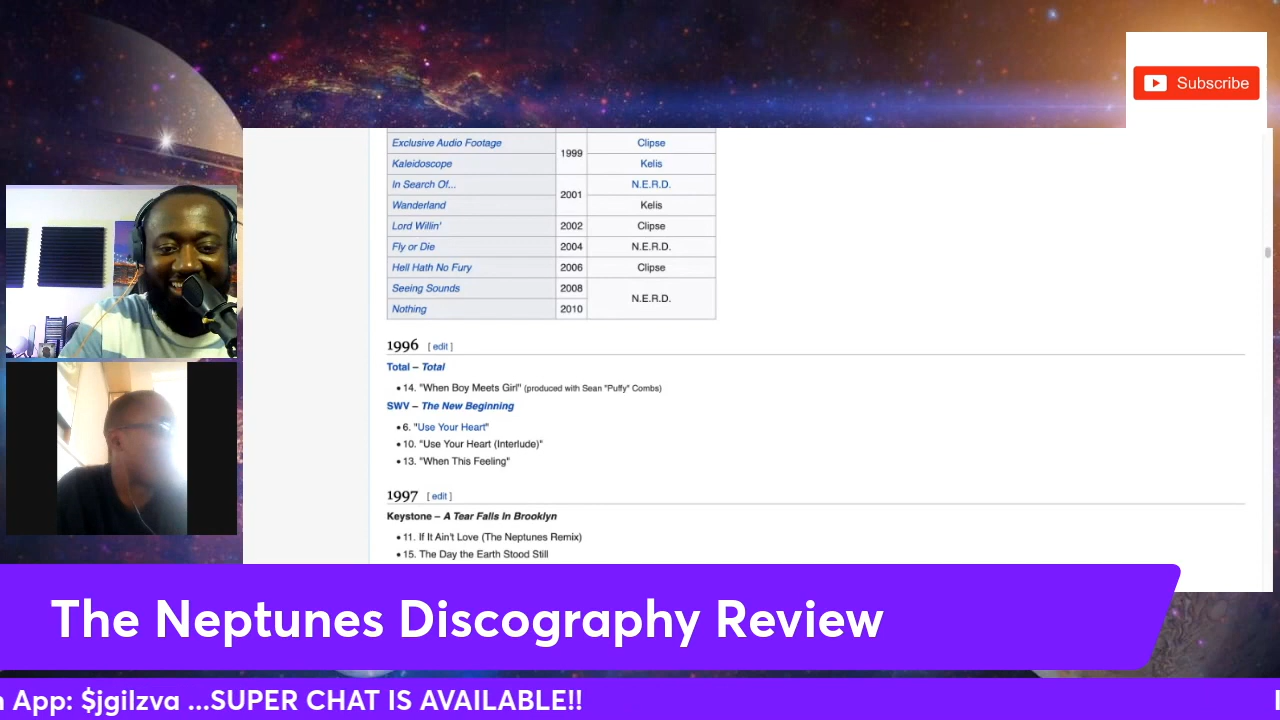 Subscribe
Exclusive Audio Footage 1999 Clipse
Kaleidoscope Kelis
In Search Of... 2001 N.E.R.D.
Wanderland Kelis
Lord Willin' 2002 Clipse
Fly or Die 2004 N.E.R.D.
Hell Hath No Fury 2006 Clipse
Seeing Sounds 2008 N.E.R.D.
Nothing 2010
1996 [ edit ]
Total – Total
• 14. "When Boy Meets Girl" (produced with Sean "Puffy" Combs)
SWV – The New Beginning
• 6. "Use Your Heart"
• 10. "Use Your Heart (Interlude)"
• 13. "When This Feeling"
1997 [ edit ]
Keystone – A Tear Falls In Brooklyn
• 11. If It Ain't Love (The Neptunes Remix)
• 15. The Day the Earth Stood Still
The Neptunes Discography Review
App: $jgilzva ...SUPER CHAT IS AVAILABLE!!